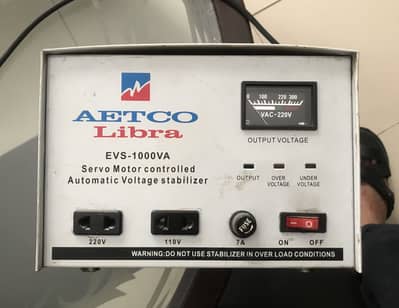 AETCO
Libra
0 100 220 300
VAC-220V
OUTPUT VOLTAGE
EVS-1000VA
Servo Motor controlled
Automatic Voltage stabilizer
OUTPUT OVER VOLTAGE UNDER VOLTAGE
220V 110V FUSE 7A ON OFF
WARNING:DO NOT USE STABILIZER IN OVER LOAD CONDITIONS